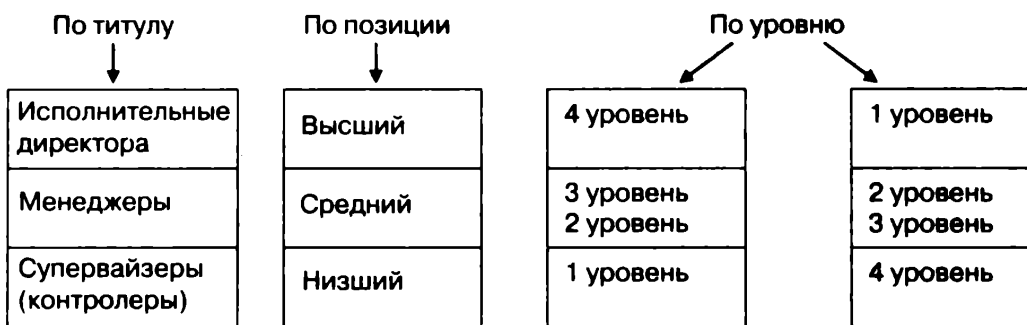 По титулу
По позиции
По уровню
Исполнительные
директора
Высший
4 уровень
1 уровень
Менеджеры
Средний
3 уровень
2 уровень
2 уровень
3 уровень
Супервайзеры
(контролеры)
Низший
1 уровень
4 уровень